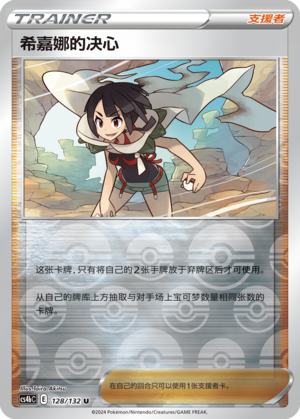 TRAINER
支援者
希嘉娜的决心
这张卡牌,只有将自己的2张手牌放于弃牌区后才可使用。
从自己的牌库上方抽取与对手场上宝可梦数量相同张数的
卡牌。
Illus.
在自己的回合只可以使用1张支援者卡。
CS4bC E 128/132 U
©2024 Pokémon/Nintendo/Creatures/GAME FREAK.